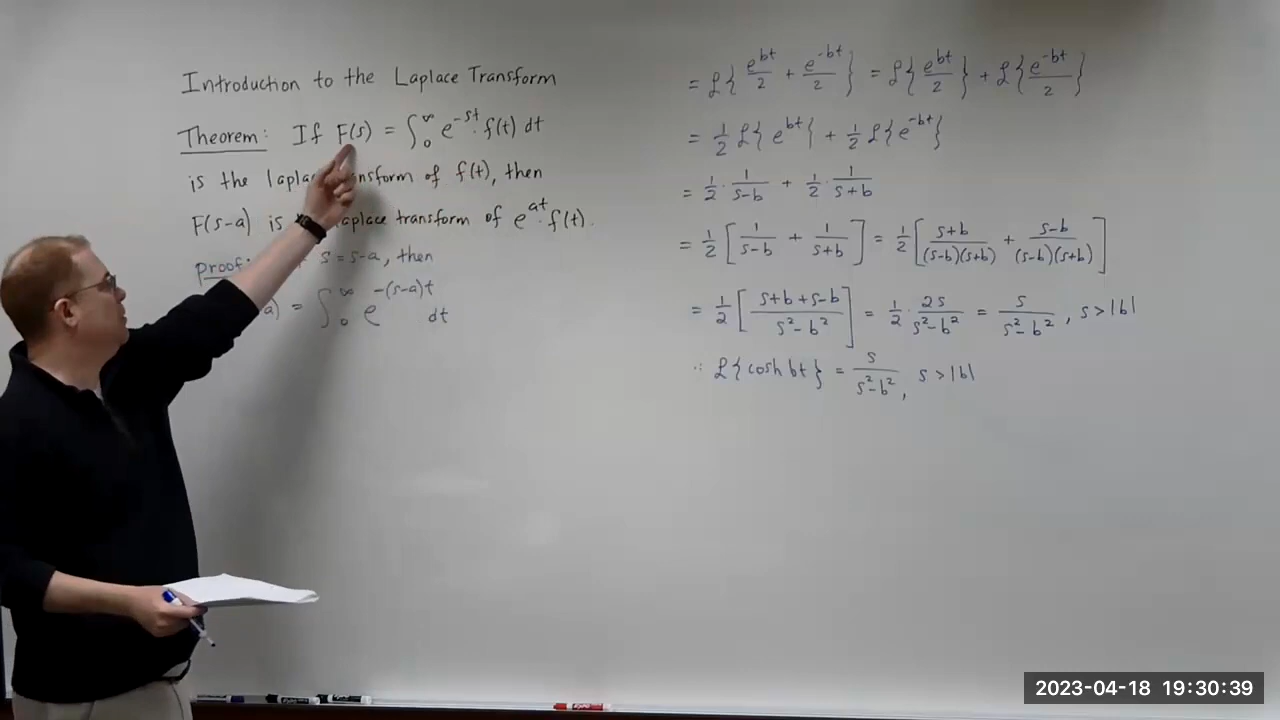 Introduction to the Laplace Transform
Theorem: If F(s) = ∫₀^∞ e^{-st}·f(t) dt
is the laplace transform of f(t), then
F(s-a) is laplace transform of e^{at}·f(t).
Proof: s = s-a, then
a) = ∫₀^∞ e^{-(s-a)t} dt
= ℒ{e^{bt}/2 + e^{-bt}/2} = ℒ{e^{bt}/2} + ℒ{e^{-bt}/2}
= 1/2 ℒ{e^{bt}} + 1/2 ℒ{e^{-bt}}
= 1/2 · 1/(s-b) + 1/2 · 1/(s+b)
= 1/2 [1/(s-b) + 1/(s+b)] = 1/2 [(s+b)/((s-b)(s+b)) + (s-b)/((s-b)(s+b))]
= 1/2 [(s+b+s-b)/(s²-b²)] = 1/2 · 2s/(s²-b²) = s/(s²-b²), s>|b|
∴ ℒ{cosh bt} = s/(s²-b²), s>|b|
2023-04-18 19:30:39